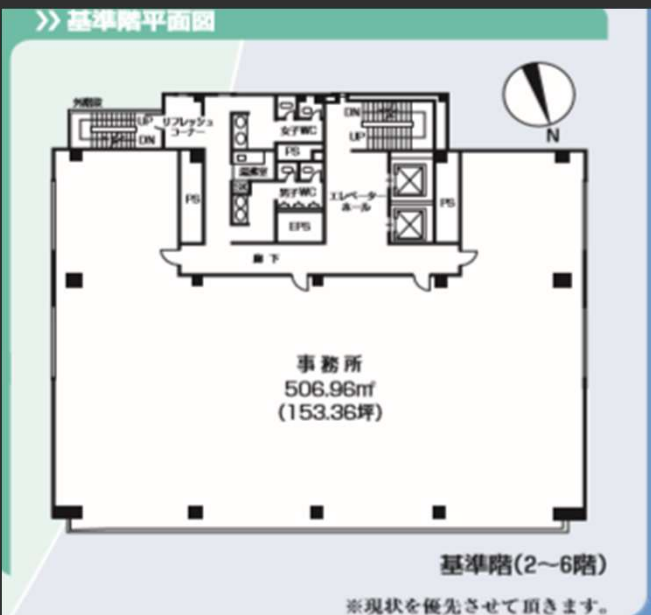 >> 基準階平面図
外階段
UP
DN
リフレッシュ
コーナー
女子WC
PS
湯沸室
男子WC
EPS
PS
DN
UP
エレベーター
ホール
PS
廊下
N
事務所
506.96㎡
(153.36坪)
基準階(2~6階)
※現状を優先させて頂きます。